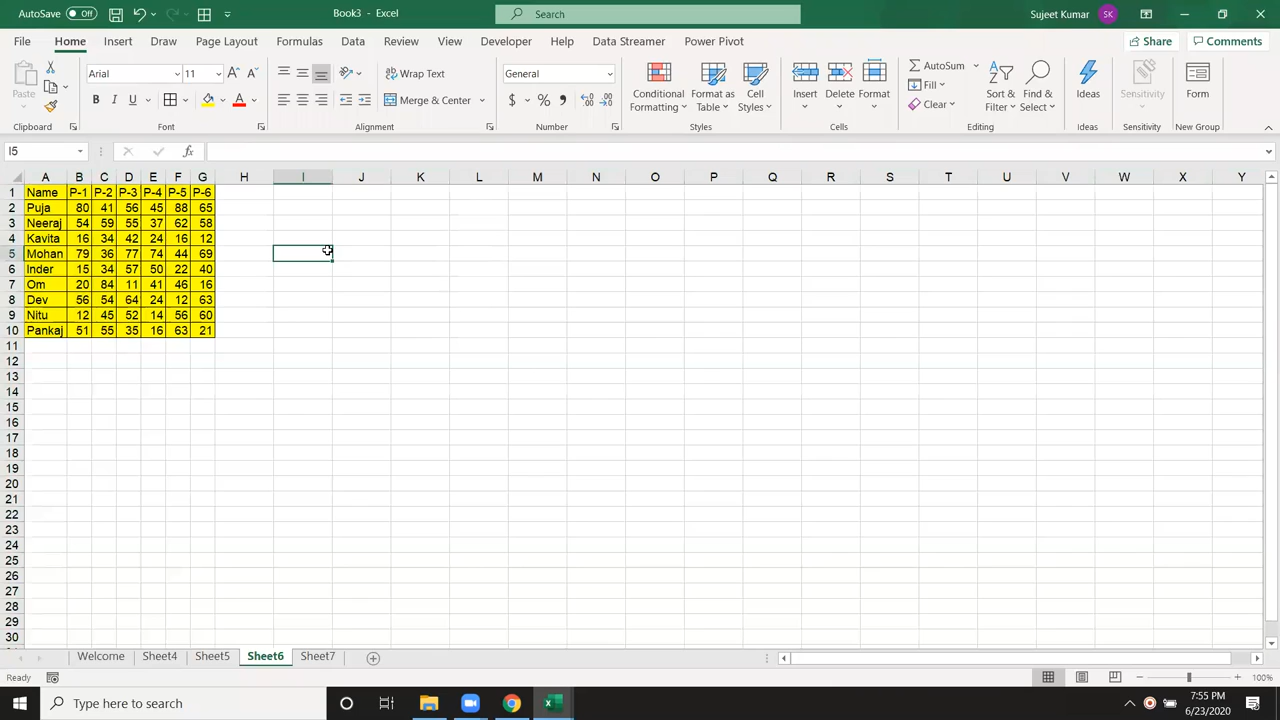 AutoSave Off Book3 - Excel Search Sujeet Kumar SK
File Home Insert Draw Page Layout Formulas Data Review View Developer Help Data Streamer Power Pivot Share Comments
Paste Arial 11 Wrap Text General Conditional Formatting Format as Table Cell Styles Insert Delete Format AutoSum Sort & Filter Find & Select Ideas Sensitivity Form
B I U A Merge & Center $ % Fill
Clear
Clipboard Font Alignment Number Styles Cells Editing Ideas Sensitivity New Group
I5 fx
A B C D E F G H I J K L M N O P Q R S T U V W X Y
1 Name P-1 P-2 P-3 P-4 P-5 P-6
2 Puja 80 41 56 45 88 65
3 Neeraj 54 59 55 37 62 58
4 Kavita 16 34 42 24 16 12
5 Mohan 79 36 77 74 44 69
6 Inder 15 34 57 50 22 40
7 Om 20 84 11 41 46 16
8 Dev 56 54 64 24 12 63
9 Nitu 12 45 52 14 56 60
10 Pankaj 51 55 35 16 63 21
11
12
13
14
15
16
17
18
19
20
21
22
23
24
25
26
27
28
29
30
Welcome Sheet4 Sheet5 Sheet6 Sheet7
Ready 100%
Type here to search 7:55 PM
6/23/2020